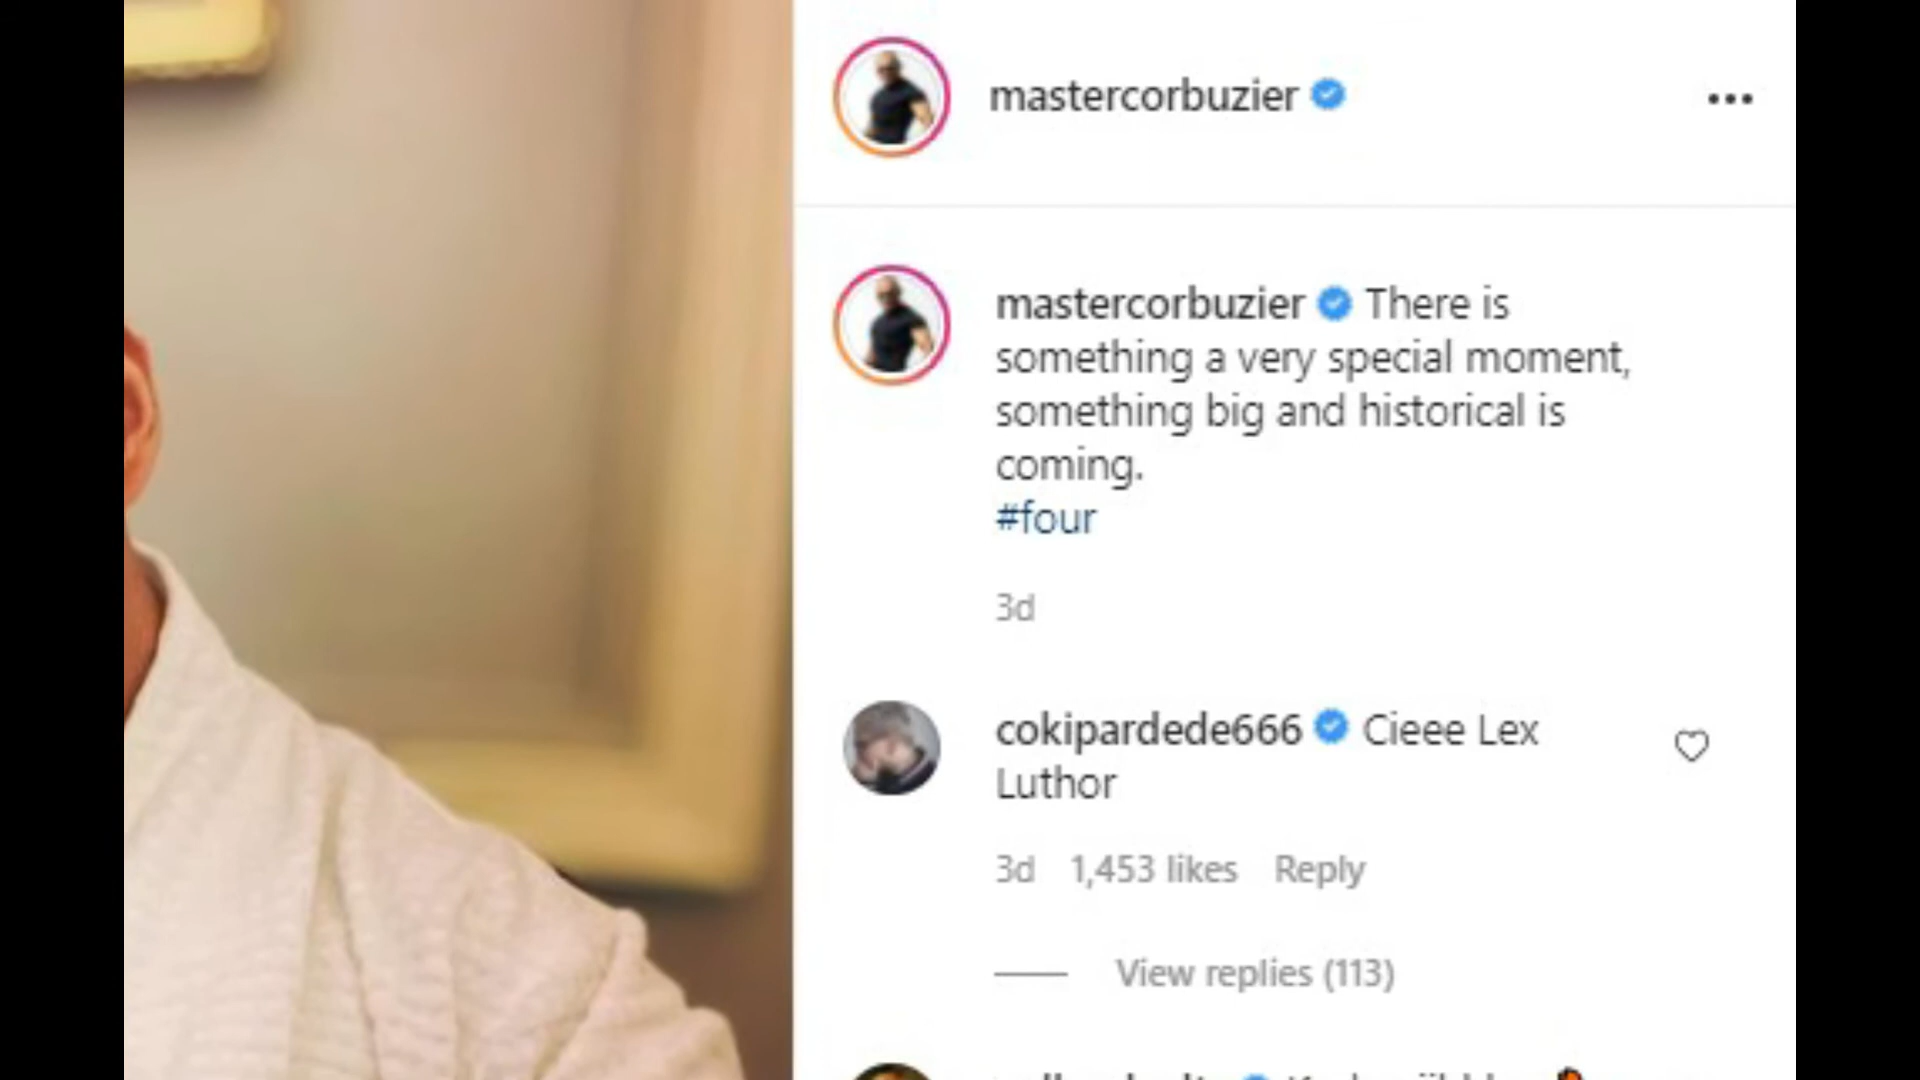 mastercorbuzier
mastercorbuzier There is
something a very special moment,
something big and historical is
coming.
#four
3d
cokipardede666 Cieee Lex
Luthor
3d 1,453 likes Reply
View replies (113)